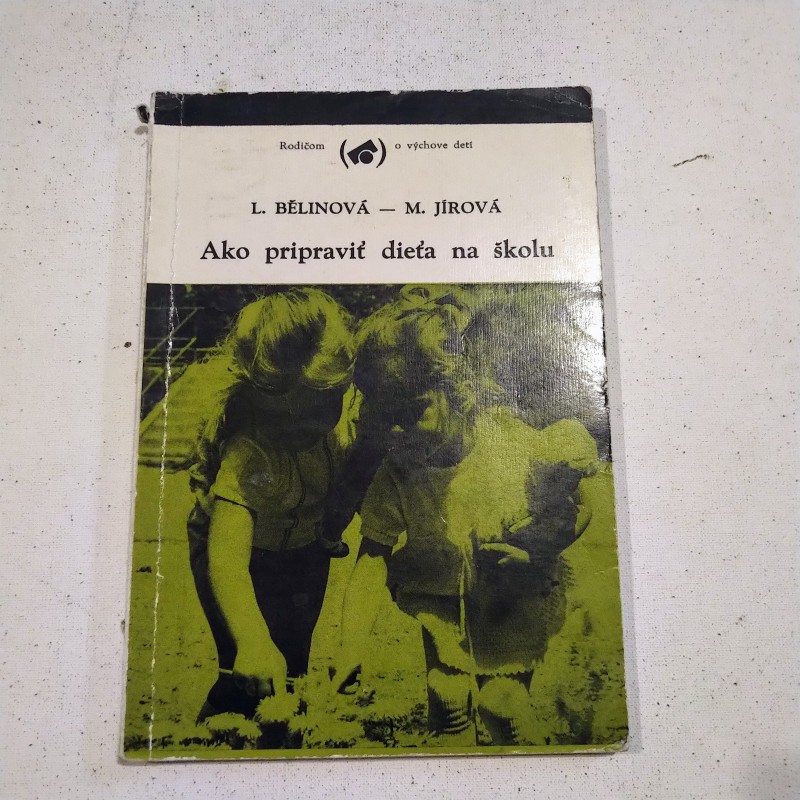 Rodičom o výchove detí
L. BĚLINOVÁ — M. JÍROVÁ
Ako pripraviť dieťa na školu